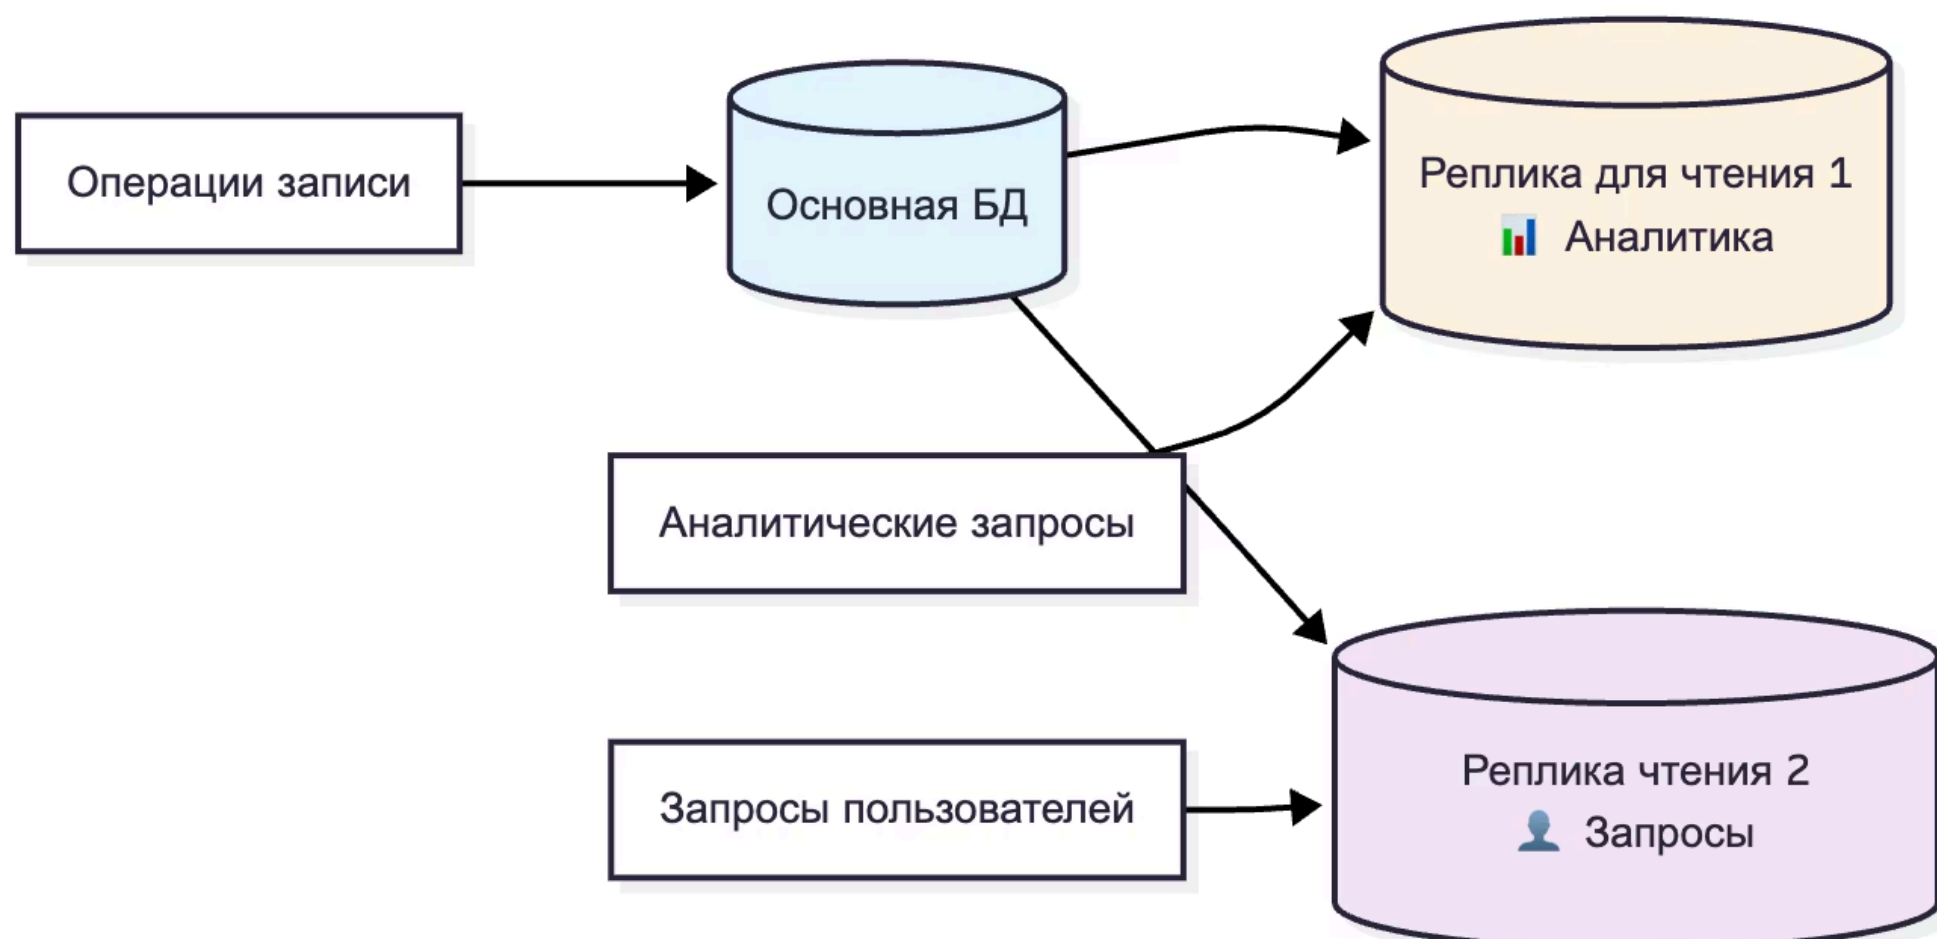 Операции записи
Основная БД
Реплика для чтения 1
Аналитика
Аналитические запросы
Запросы пользователей
Реплика чтения 2
Запросы